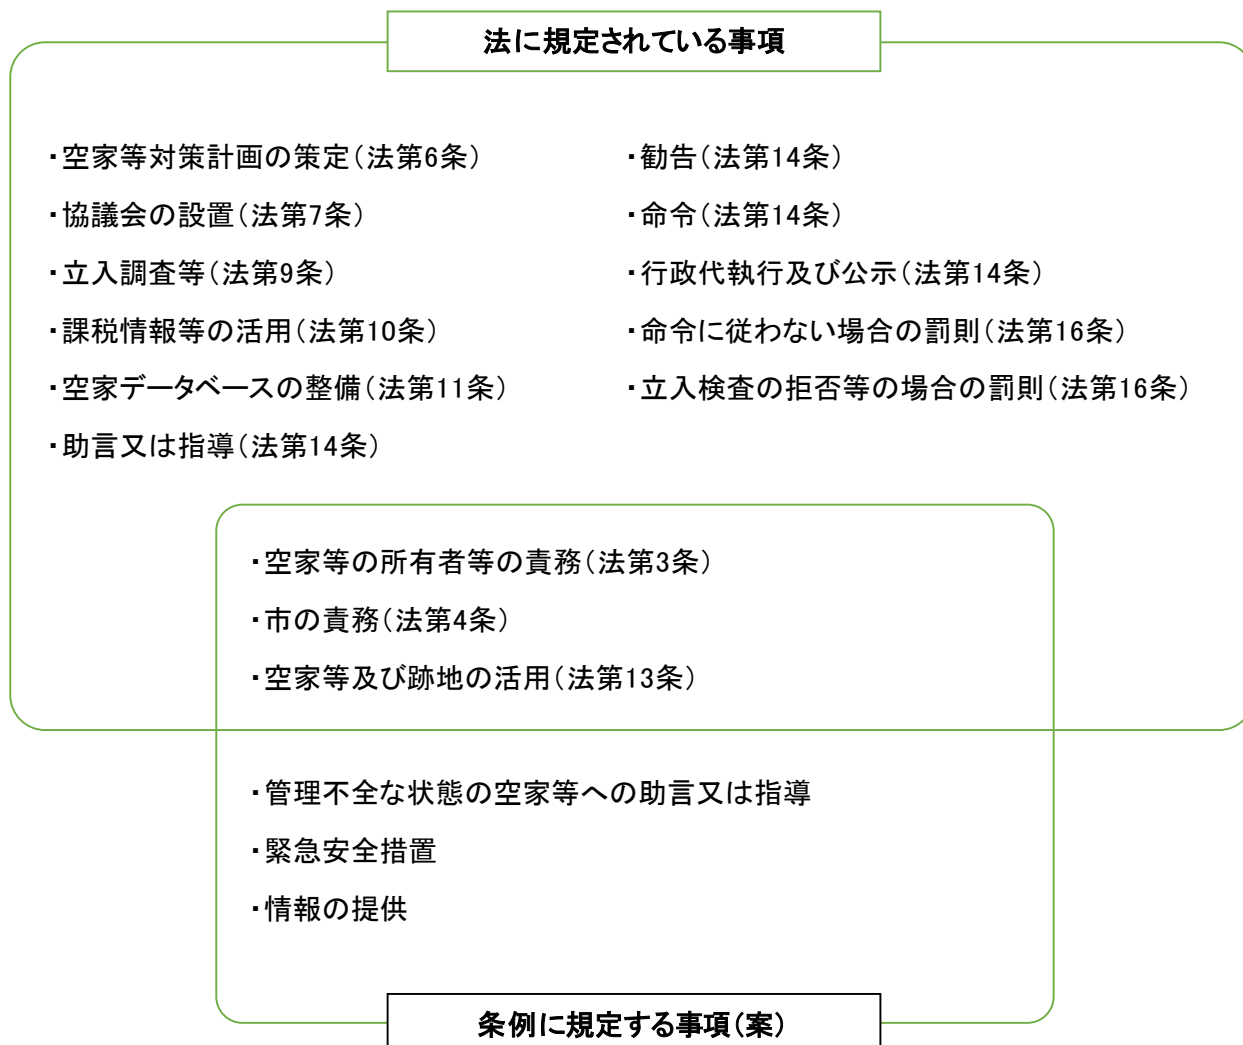 法に規定されている事項
・空家等対策計画の策定(法第6条)
・協議会の設置(法第7条)
・立入調査等(法第9条)
・課税情報等の活用(法第10条)
・空家データベースの整備(法第11条)
・助言又は指導(法第14条)
・勧告(法第14条)
・命令(法第14条)
・行政代執行及び公示(法第14条)
・命令に従わない場合の罰則(法第16条)
・立入検査の拒否等の場合の罰則(法第16条)
・空家等の所有者等の責務(法第3条)
・市の責務(法第4条)
・空家等及び跡地の活用(法第13条)
・管理不全な状態の空家等への助言又は指導
・緊急安全措置
・情報の提供
条例に規定する事項(案)